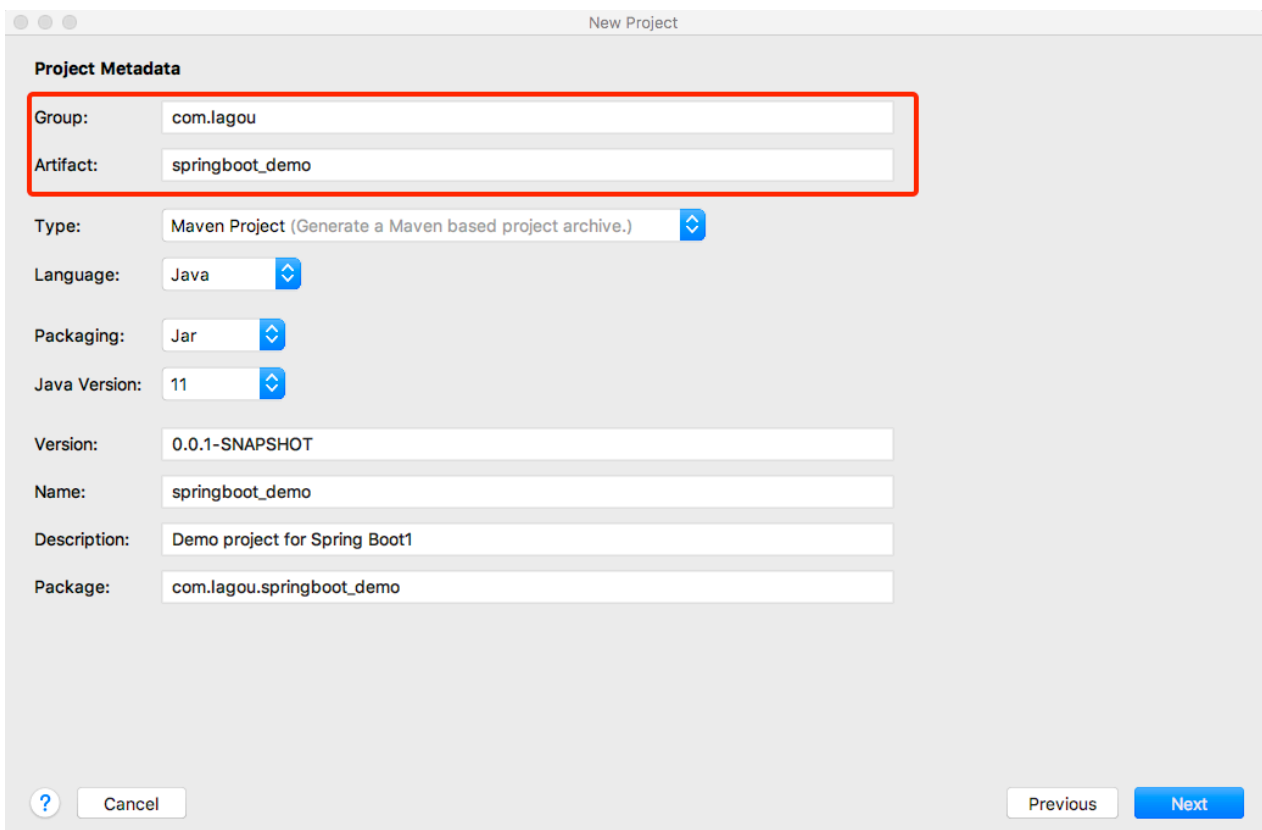 New Project
Project Metadata
Group: com.lagou
Artifact: springboot_demo
Type: Maven Project (Generate a Maven based project archive.)
Language: Java
Packaging: Jar
Java Version: 11
Version: 0.0.1-SNAPSHOT
Name: springboot_demo
Description: Demo project for Spring Boot1
Package: com.lagou.springboot_demo
? Cancel Previous Next